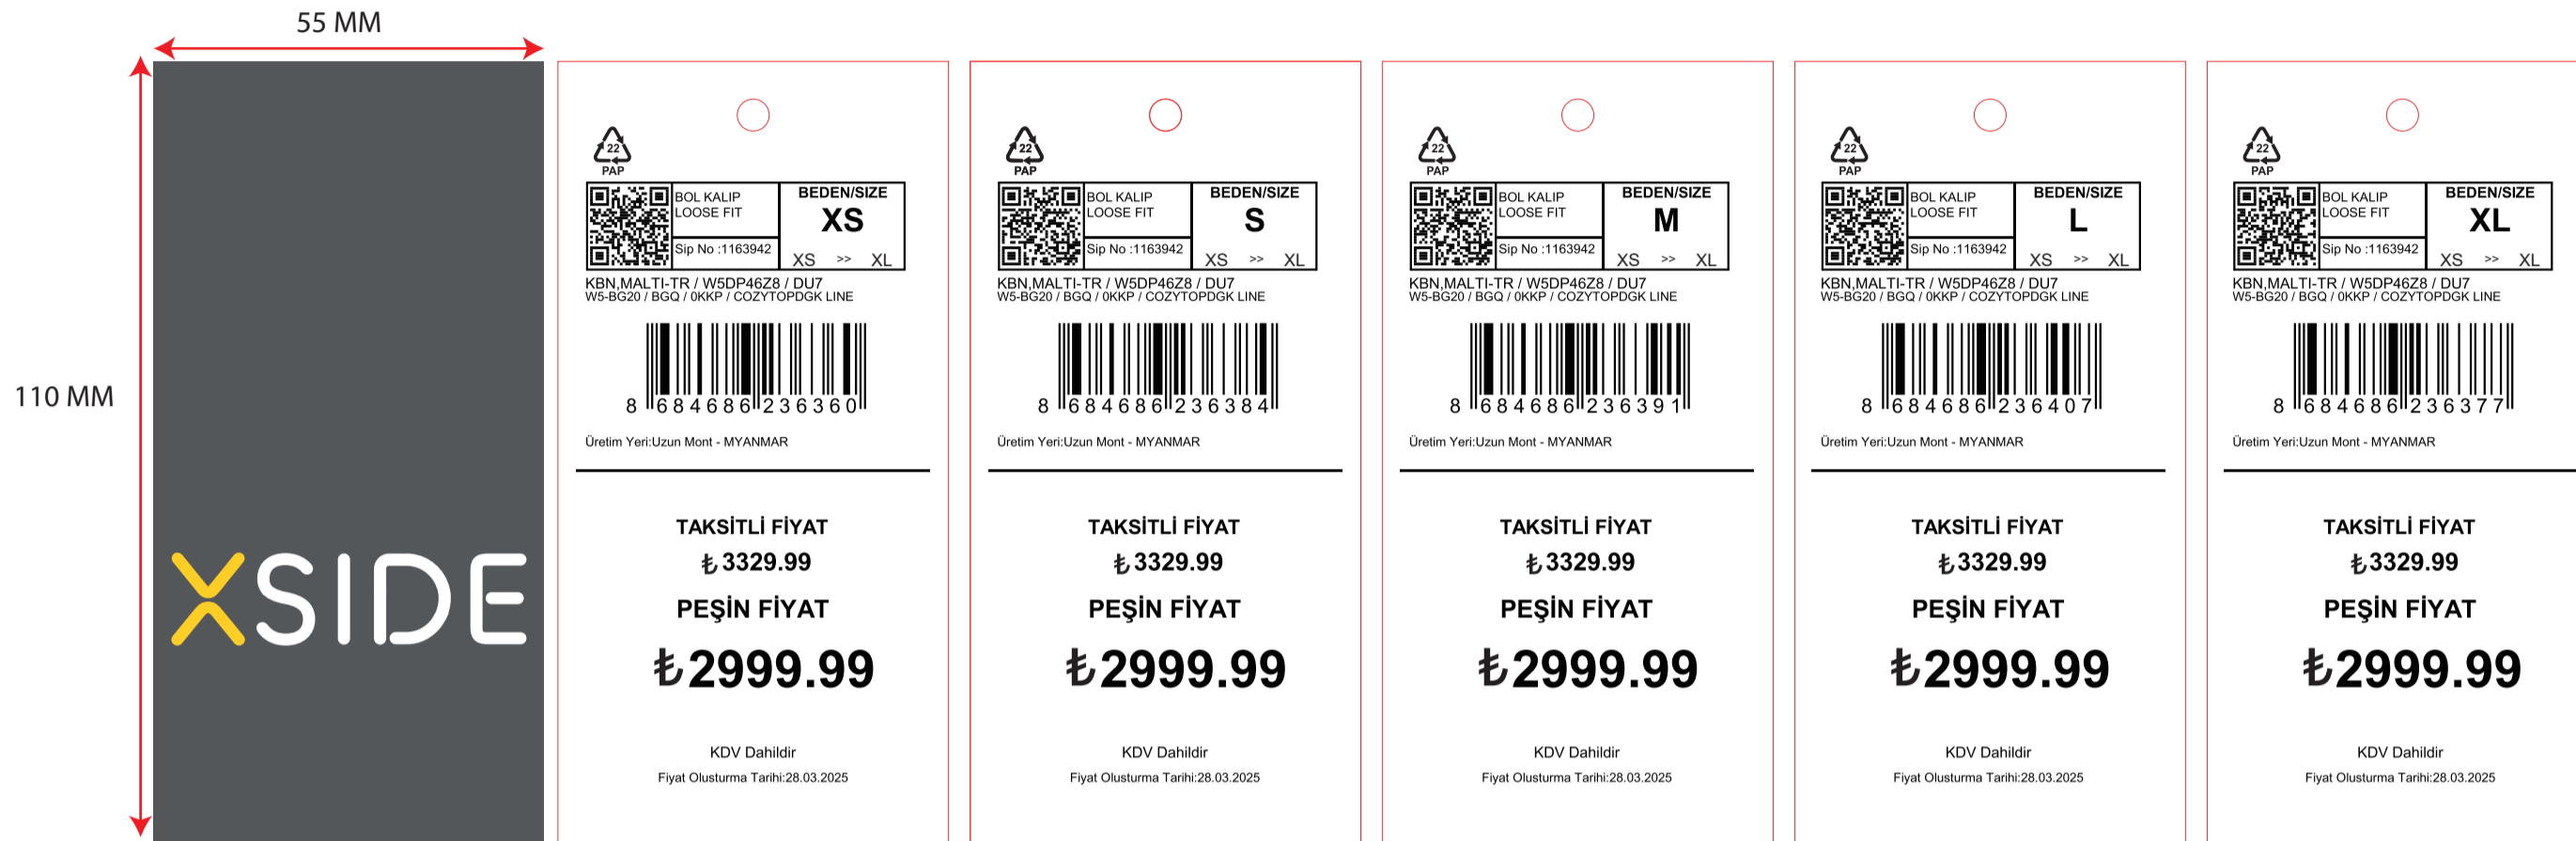 55 MM
110 MM
XSIDE
22
PAP
BOL KALIP
LOOSE FIT
Sip No :1163942
BEDEN/SIZE
XS
XS >> XL
KBN,MALTI-TR / W5DP46Z8 / DU7
W5-BG20 / BGQ / 0KKP / COZYTOPDGK LINE
8 684686 236360
Üretim Yeri:Uzun Mont - MYANMAR
TAKSİTLİ FİYAT
₺3329.99
PEŞİN FİYAT
₺2999.99
KDV Dahildir
Fiyat Olusturma Tarihi:28.03.2025
22
PAP
BOL KALIP
LOOSE FIT
Sip No :1163942
BEDEN/SIZE
S
XS >> XL
KBN,MALTI-TR / W5DP46Z8 / DU7
W5-BG20 / BGQ / 0KKP / COZYTOPDGK LINE
8 684686 236384
Üretim Yeri:Uzun Mont - MYANMAR
TAKSİTLİ FİYAT
₺3329.99
PEŞİN FİYAT
₺2999.99
KDV Dahildir
Fiyat Olusturma Tarihi:28.03.2025
22
PAP
BOL KALIP
LOOSE FIT
Sip No :1163942
BEDEN/SIZE
M
XS >> XL
KBN,MALTI-TR / W5DP46Z8 / DU7
W5-BG20 / BGQ / 0KKP / COZYTOPDGK LINE
8 684686 236391
Üretim Yeri:Uzun Mont - MYANMAR
TAKSİTLİ FİYAT
₺3329.99
PEŞİN FİYAT
₺2999.99
KDV Dahildir
Fiyat Olusturma Tarihi:28.03.2025
22
PAP
BOL KALIP
LOOSE FIT
Sip No :1163942
BEDEN/SIZE
L
XS >> XL
KBN,MALTI-TR / W5DP46Z8 / DU7
W5-BG20 / BGQ / 0KKP / COZYTOPDGK LINE
8 684686 236407
Üretim Yeri:Uzun Mont - MYANMAR
TAKSİTLİ FİYAT
₺3329.99
PEŞİN FİYAT
₺2999.99
KDV Dahildir
Fiyat Olusturma Tarihi:28.03.2025
22
PAP
BOL KALIP
LOOSE FIT
Sip No :1163942
BEDEN/SIZE
XL
XS >> XL
KBN,MALTI-TR / W5DP46Z8 / DU7
W5-BG20 / BGQ / 0KKP / COZYTOPDGK LINE
8 684686 236377
Üretim Yeri:Uzun Mont - MYANMAR
TAKSİTLİ FİYAT
₺3329.99
PEŞİN FİYAT
₺2999.99
KDV Dahildir
Fiyat Olusturma Tarihi:28.03.2025